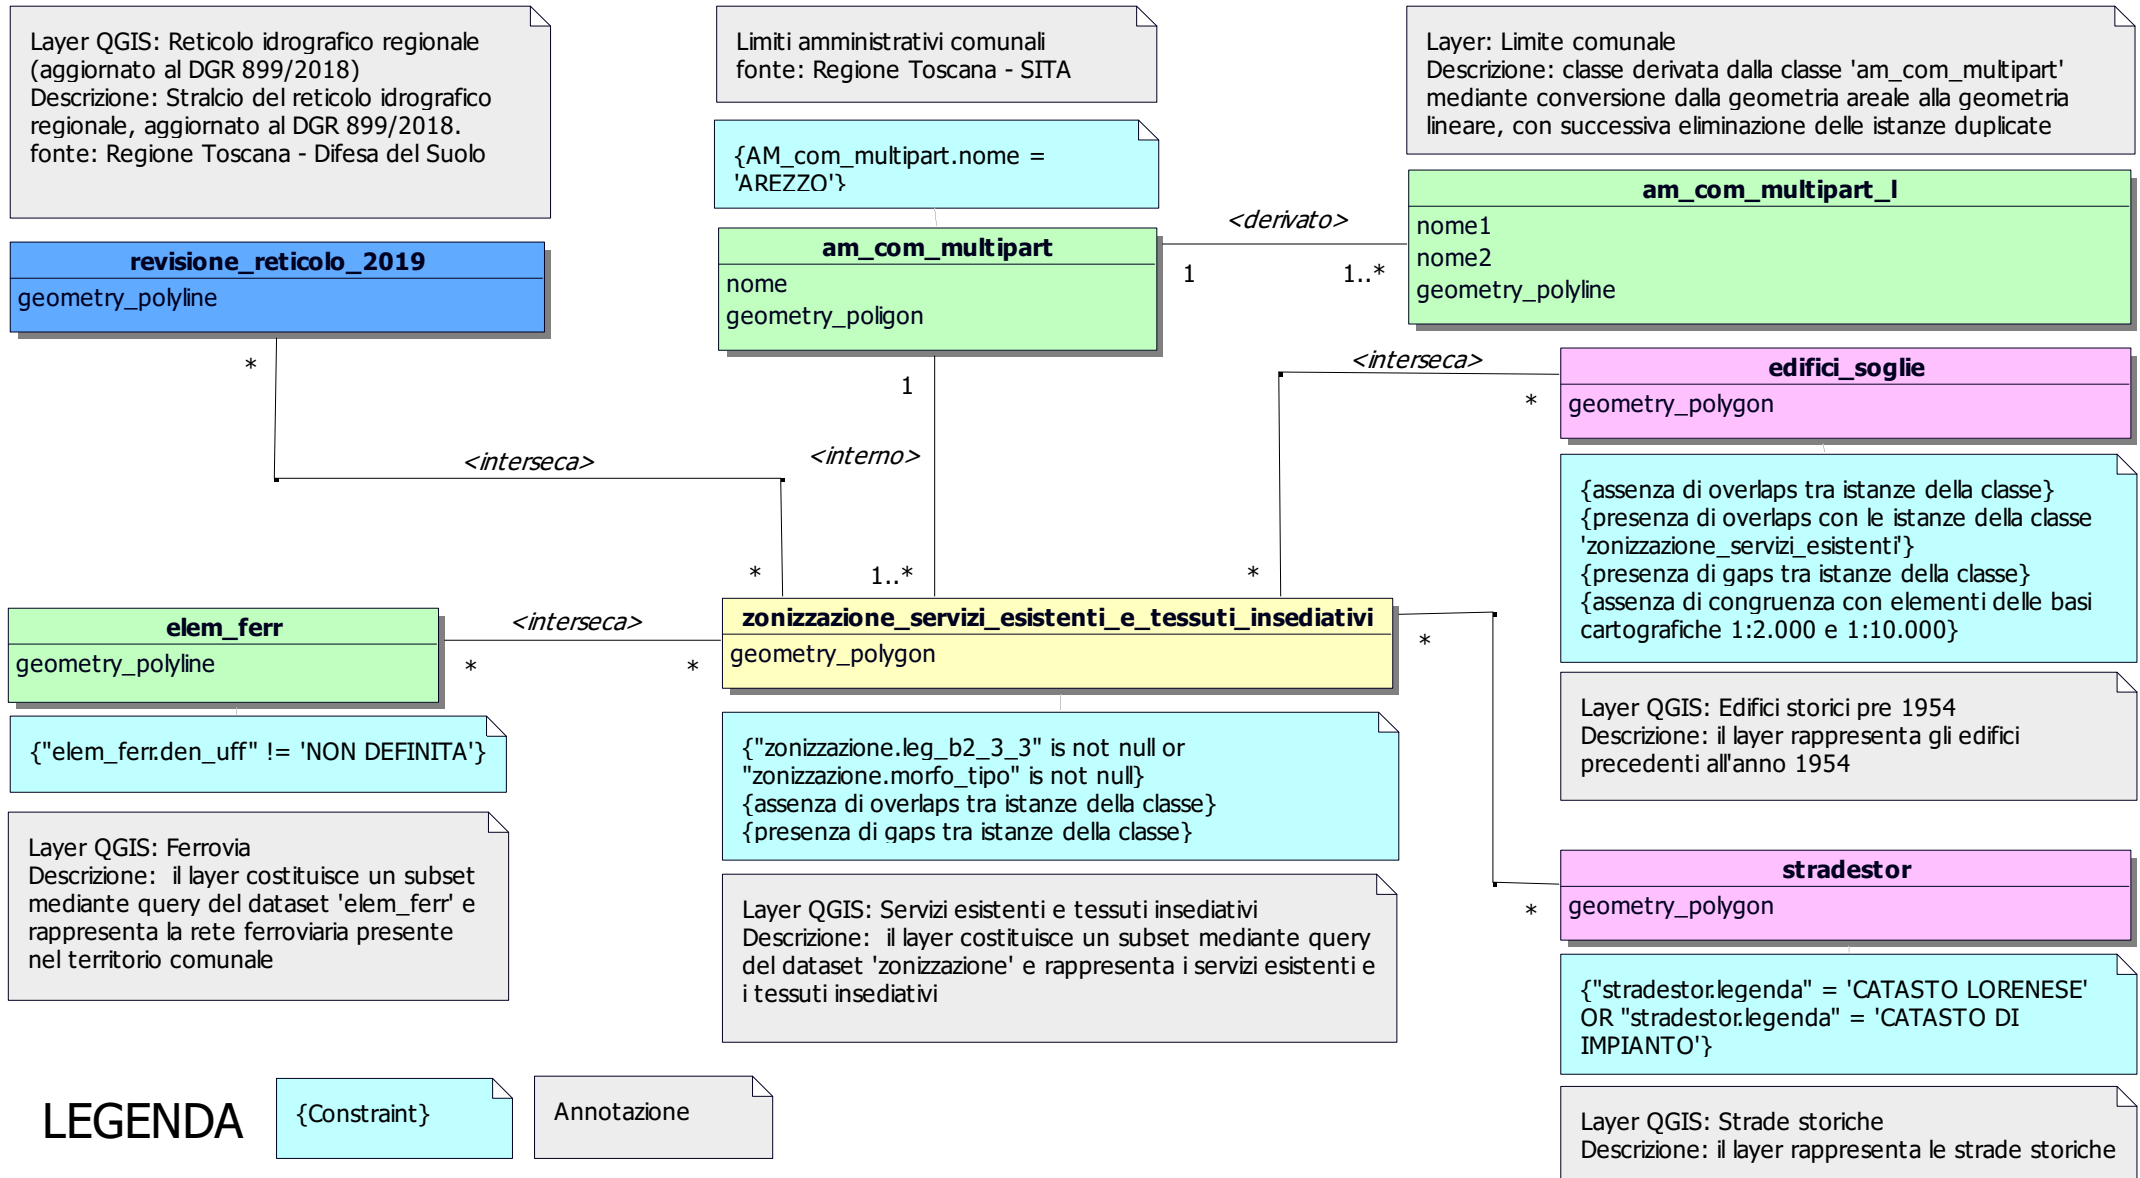 Layer QGIS: Reticolo idrografico regionale
(aggiornato al DGR 899/2018)
Descrizione: Stralcio del reticolo idrografico
regionale, aggiornato al DGR 899/2018.
fonte: Regione Toscana - Difesa del Suolo
Limiti amministrativi comunali
fonte: Regione Toscana - SITA
Layer: Limite comunale
Descrizione: classe derivata dalla classe 'am_com_multipart'
mediante conversione dalla geometria areale alla geometria
lineare, con successiva eliminazione delle istanze duplicate
{AM_com_multipart.nome =
'AREZZO'}
am_com_multipart_l
nome1
nome2
geometry_polyline
<derivato>
1
1..*
am_com_multipart
nome
geometry_poligon
revisione_reticolo_2019
geometry_polyline
*
<interseca>
*
1
<interno>
1..*
<interseca>
*
*
edifici_soglie
geometry_polygon
{assenza di overlaps tra istanze della classe}
{presenza di overlaps con le istanze della classe
'zonizzazione_servizi_esistenti'}
{presenza di gaps tra istanze della classe}
{assenza di congruenza con elementi delle basi
cartografiche 1:2.000 e 1:10.000}
Layer QGIS: Edifici storici pre 1954
Descrizione: il layer rappresenta gli edifici
precedenti all'anno 1954
elem_ferr
geometry_polyline
<interseca>
*
*
zonizzazione_servizi_esistenti_e_tessuti_insediativi
geometry_polygon
*
*
{"elem_ferr.den_uff" != 'NON DEFINITA'}
Layer QGIS: Ferrovia
Descrizione:  il layer costituisce un subset
mediante query del dataset 'elem_ferr' e
rappresenta la rete ferroviaria presente
nel territorio comunale
{"zonizzazione.leg_b2_3_3" is not null or
"zonizzazione.morfo_tipo" is not null}
{assenza di overlaps tra istanze della classe}
{presenza di gaps tra istanze della classe}
Layer QGIS: Servizi esistenti e tessuti insediativi
Descrizione:  il layer costituisce un subset mediante query
del dataset 'zonizzazione' e rappresenta i servizi esistenti e
i tessuti insediativi
stradestor
geometry_polygon
{"stradestor.legenda" = 'CATASTO LORENESE'
OR "stradestor.legenda" = 'CATASTO DI
IMPIANTO'}
Layer QGIS: Strade storiche
Descrizione: il layer rappresenta le strade storiche
LEGENDA
{Constraint}
Annotazione